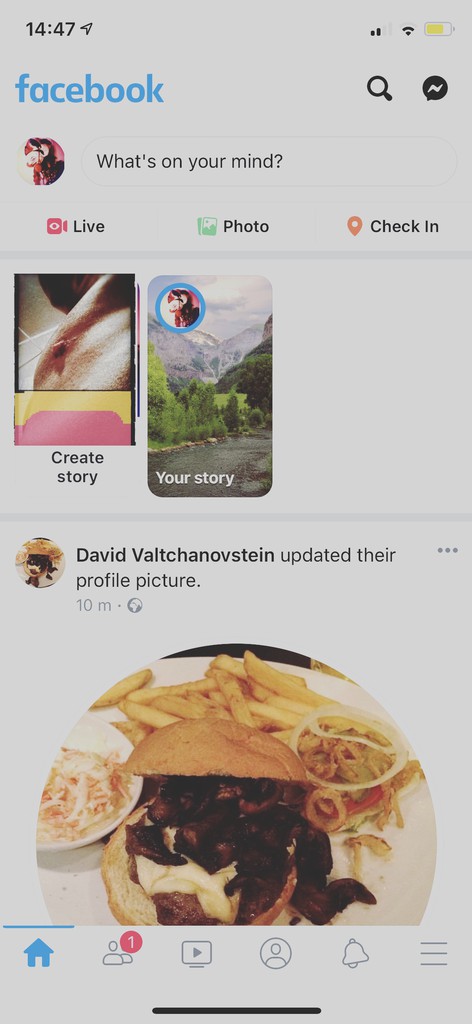 14:47
facebook
What's on your mind?
Live
Photo
Check In
Create
story
Your story
David Valtchanovstein updated their
profile picture.
10 m ·
1